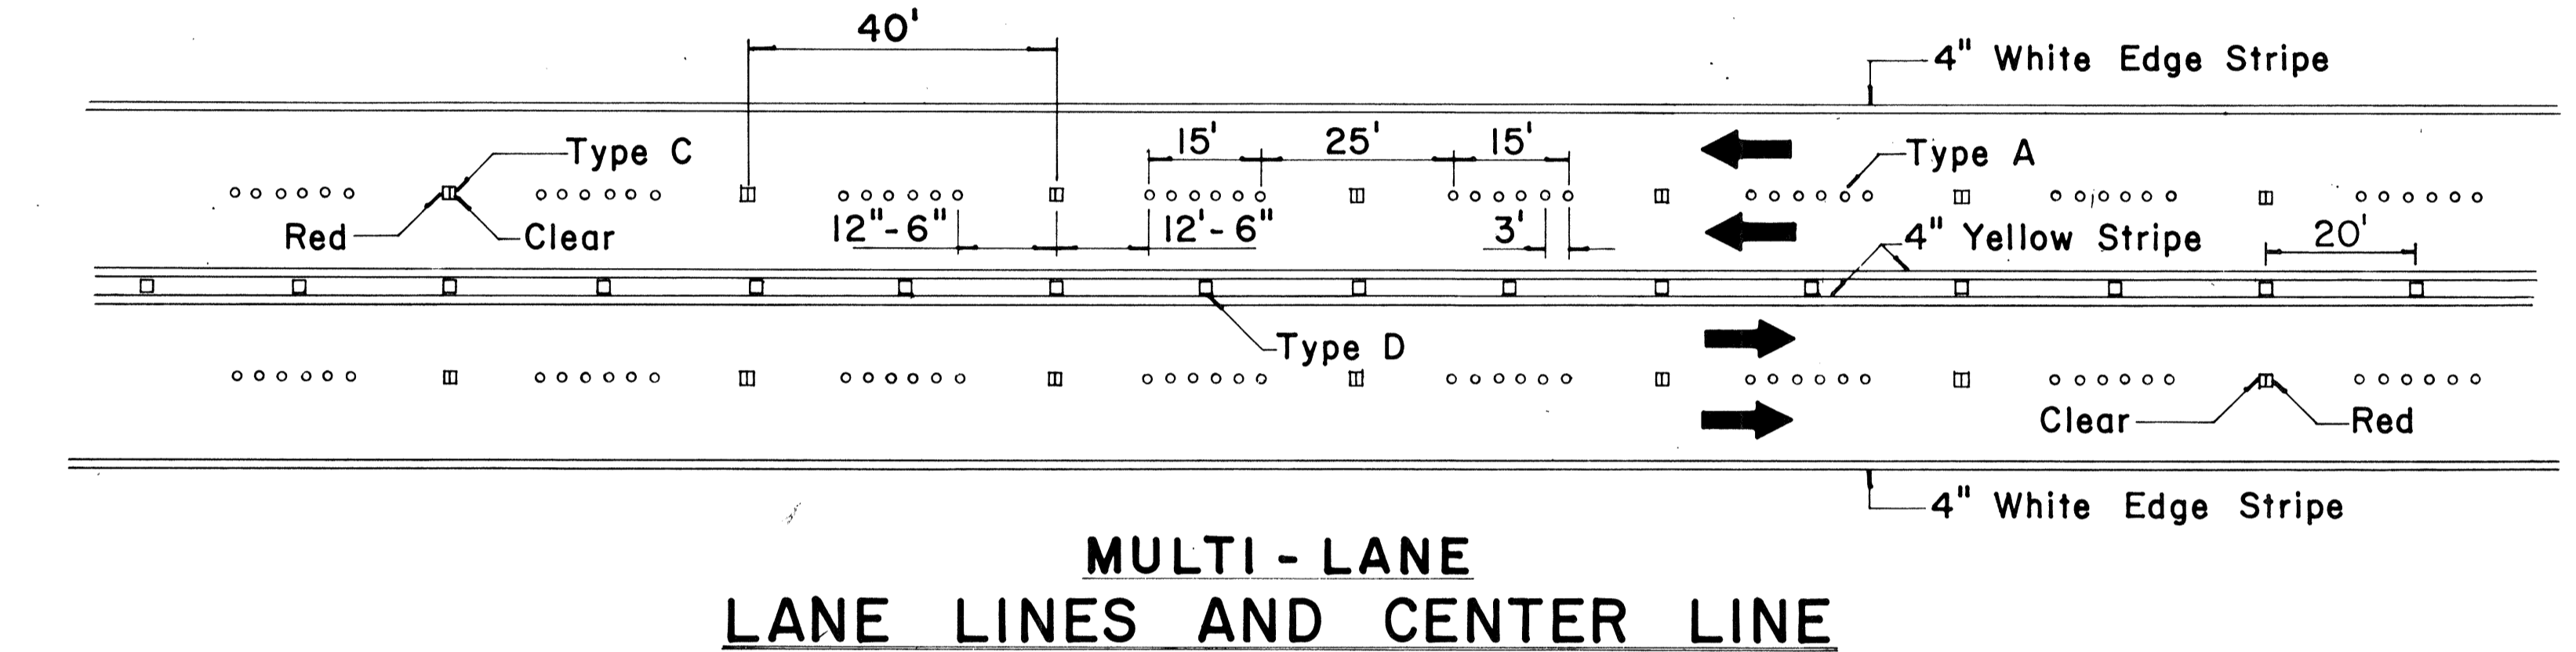 40'
4" White Edge Stripe
15' 25' 15'
Type C
Type A
Red
Clear
12"-6"
12'-6"
3'
4" Yellow Stripe
20'
Type D
Clear
Red
4" White Edge Stripe
MULTI - LANE
LANE LINES AND CENTER LINE